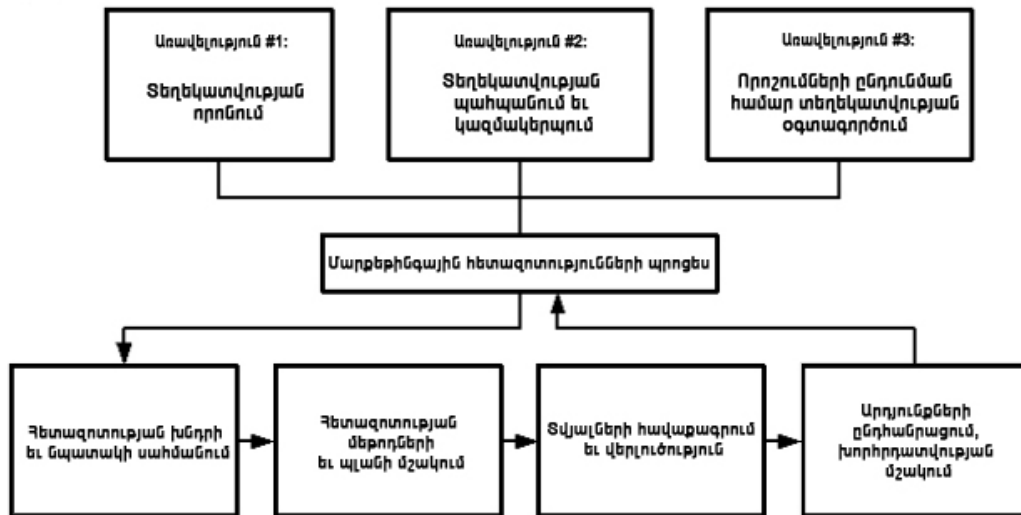 Առավելություն #1:
Տեղեկատվության
որոնում
Առավելություն #2:
Տեղեկատվության
պահպանում եւ
կազմակերպում
Առավելություն #3:
Որոշումների ընդունման
համար տեղեկատվության
օգտագործում
Մարքեթինգային հետազոտությունների պրոցես
Հետազոտության խնդրի
եւ նպատակի սահմանում
Հետազոտության
մեթոդների
եւ պլանի մշակում
Տվյալների հավաքագրում
եւ վերլուծություն
Արդյունքների
ընդհանրացում,
խորհրդատվության
մշակում